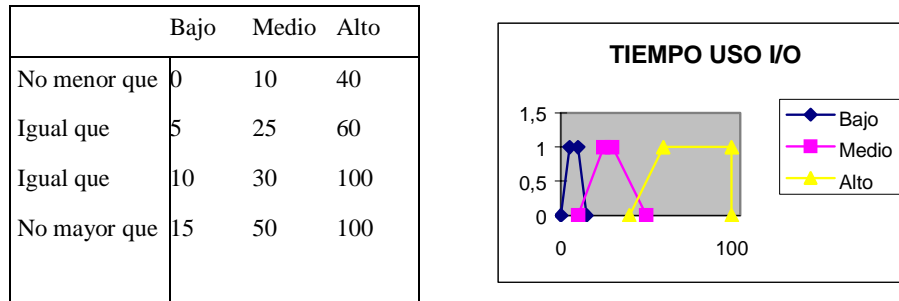 Bajo Medio Alto
No menor que 0 10 40
Igual que 5 25 60
Igual que 10 30 100
No mayor que 15 50 100
TIEMPO USO I/O
1,5
1
0,5
0
0 100
Bajo
Medio
Alto